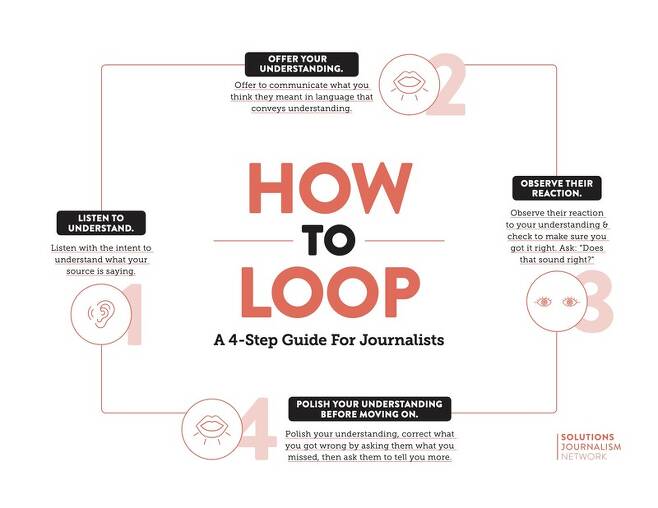 HOW
TO
LOOP
A 4-Step Guide For Journalists
1
LISTEN TO
UNDERSTAND.
Listen with the intent to
understand what your
source is saying.
2
OFFER YOUR
UNDERSTANDING.
Offer to communicate what you
think they meant in language that
conveys understanding.
3
OBSERVE THEIR
REACTION.
Observe their reaction
to your understanding &
check to make sure you
got it right. Ask: "Does
that sound right?"
4
POLISH YOUR UNDERSTANDING
BEFORE MOVING ON.
Polish your understanding, correct what
you got wrong by asking them what you
missed, then ask them to tell you more.
SOLUTIONS
JOURNALISM
NETWORK